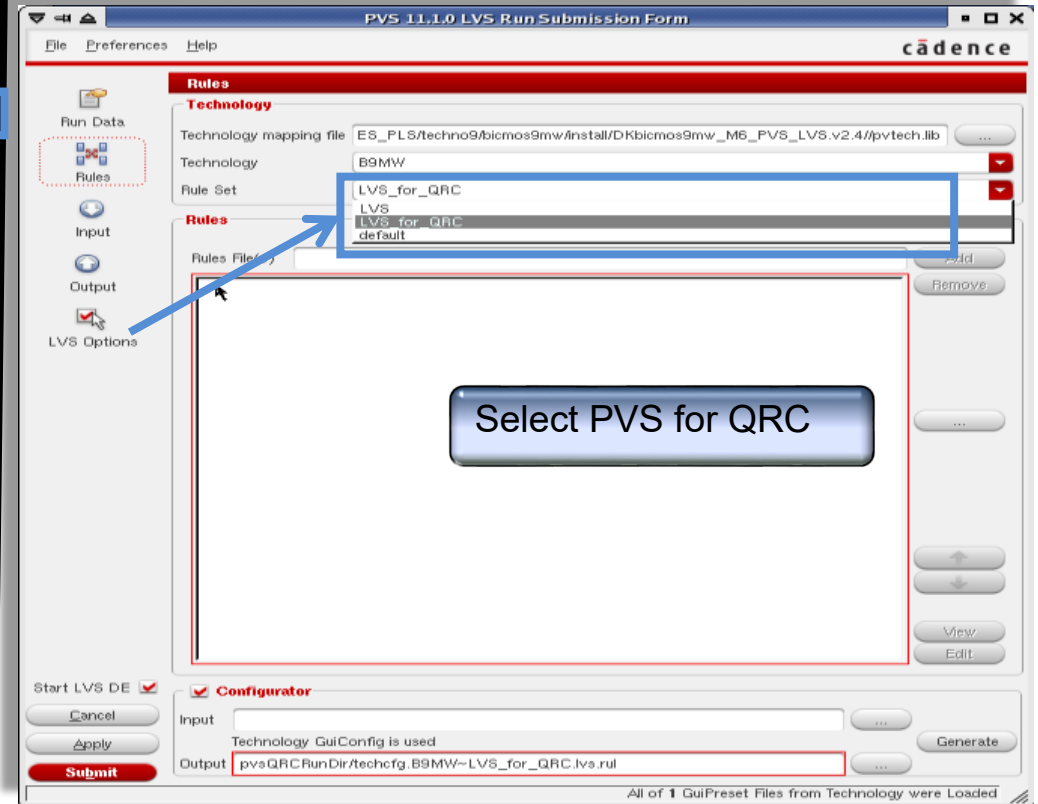 PVS 11.1.0 LVS Run Submission Form
File Preferences Help
cādence
Rules
Technology
Run Data
Technology mapping file ES_PLS/techno9/bicmos9mw/install/DKbicmos9mw_M6_PVS_LVS.v2.4//pvtech.lib ...
Technology B9MW
Rules
Rule Set LVS_for_QRC
LVS
LVS_for_QRC
default
Rules
Input
Rules File( ) Add
Remove
Output
LVS Options
Select PVS for QRC
...
View
Edit
Start LVS DE
Configurator
Cancel
Input ...
Technology GuiConfig is used
Apply
Generate
Output pvsQRCRunDir/techcfg.B9MW~LVS_for_QRC.lvs.rul ...
Submit
All of 1 GuiPreset Files from Technology were Loaded